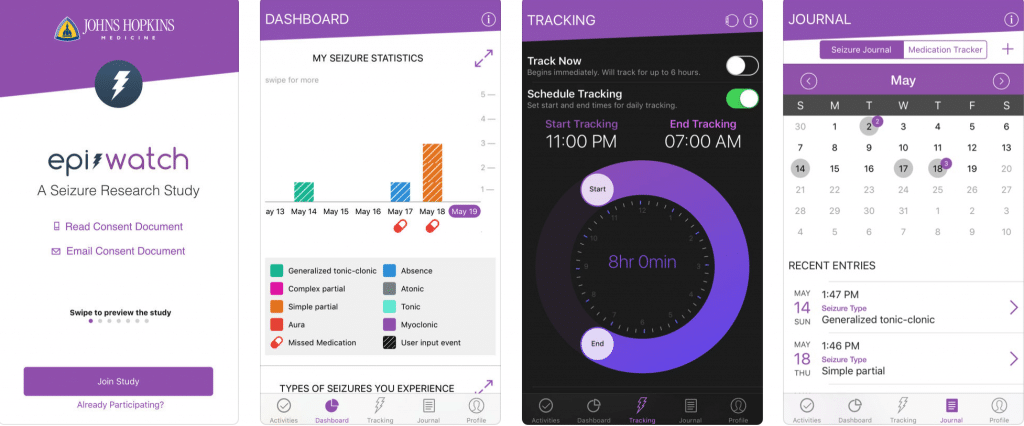 JOHNS HOPKINS
MEDICINE
epi watch
A Seizure Research Study
Read Consent Document
Email Consent Document
Swipe to preview the study
Join Study
Already Participating?
DASHBOARD
MY SEIZURE STATISTICS
swipe for more
5
4
3
2
1
ay 13 May 14 May 15 May 16 May 17 May 18 May 19
Generalized tonic-clonic Absence
Complex partial Atonic
Simple partial Tonic
Aura Myoclonic
Missed Medication User input event
TYPES OF SEIZURES YOU EXPERIENCE
Activities Dashboard Tracking Journal Profile
TRACKING
Track Now
Begins immediately. Will track for up to 6 hours.
Schedule Tracking
Set start and end times for daily tracking.
Start Tracking End Tracking
11:00 PM 07:00 AM
Start
12
8hr 0min
End
Activities Dashboard Tracking Journal Profile
JOURNAL
Seizure Journal Medication Tracker
May
S M T W T F S
30 1 2 2 3 4 5 6
7 8 9 10 11 12 13
14 15 16 17 18 3 19 20
21 22 23 24 25 26 27
28 29 30 31 1 2 3
4 5 6 7 8 9 10
RECENT ENTRIES
MAY
14
SUN
1:47 PM
Seizure Type
Generalized tonic-clonic
MAY
18
THU
1:46 PM
Seizure Type
Simple partial
Activities Dashboard Tracking Journal Profile